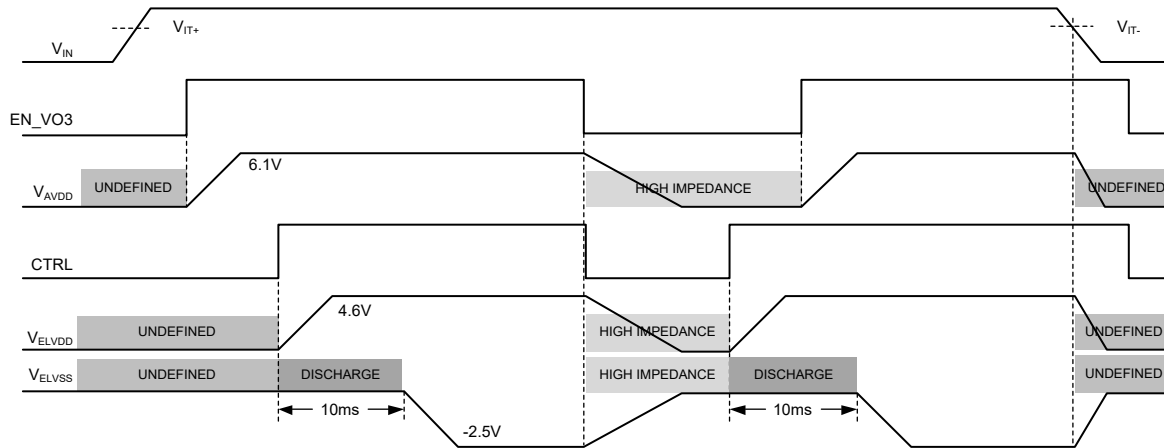 VIT+
VIT-
VIN
EN_VO3
6.1V
VAVDD
UNDEFINED
HIGH IMPEDANCE
UNDEFINED
CTRL
4.6V
VELVDD
UNDEFINED
HIGH IMPEDANCE
UNDEFINED
VELVSS
UNDEFINED
DISCHARGE
HIGH IMPEDANCE
DISCHARGE
UNDEFINED
10ms
-2.5V
10ms